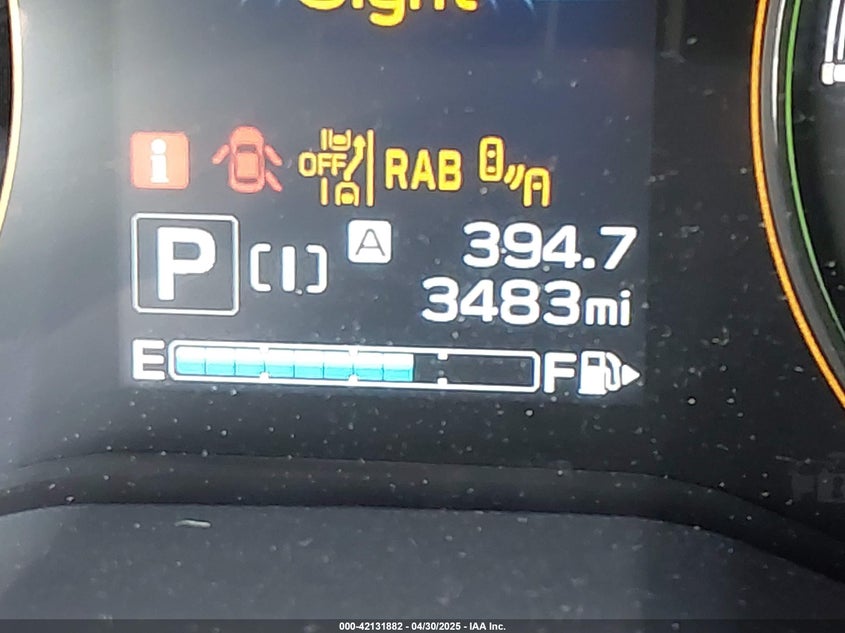 i OFF RAB
P [I] A 394.7
3483mi
E F
000-42131882 - 04/30/2025 - IAA Inc.